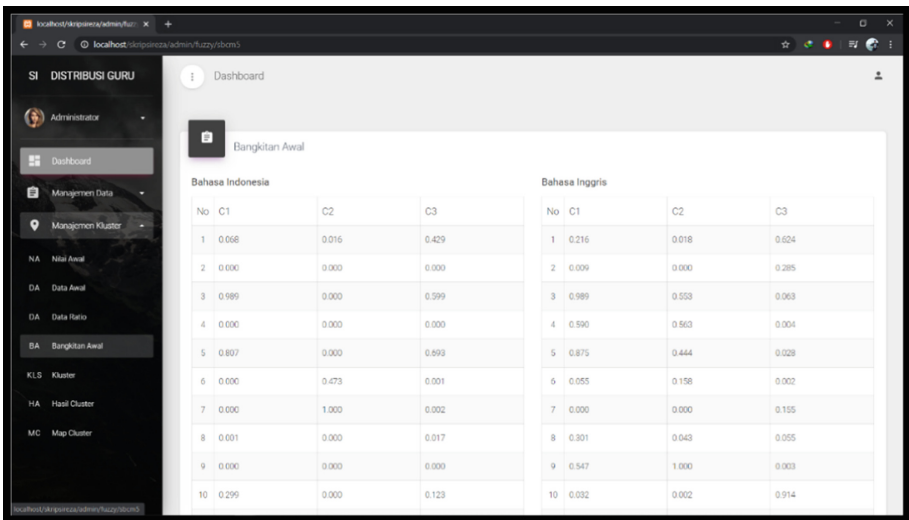 localhost/skripsireza/admin/fuzz
localhost/skripsireza/admin/fuzzy/sbcm5
SI DISTRIBUSI GURU
Administrator
Dashboard
Manajemen Data
Manajemen Kluster
NA Nilai Awal
DA Data Awal
DA Data Ratio
BA Bangkitan Awal
KLS Kluster
HA Hasil Cluster
MC Map Cluster
localhost/skripsireza/admin/fuzzy/sbcm5
Dashboard
Bangkitan Awal
Bahasa Indonesia
No C1 C2 C3
1 0.068 0.016 0.429
2 0.000 0.000 0.000
3 0.989 0.000 0.599
4 0.000 0.000 0.000
5 0.807 0.000 0.693
6 0.000 0.473 0.001
7 0.000 1.000 0.002
8 0.001 0.000 0.017
9 0.000 0.000 0.000
10 0.299 0.000 0.123
Bahasa Inggris
No C1 C2 C3
1 0.216 0.018 0.624
2 0.009 0.000 0.285
3 0.989 0.553 0.063
4 0.590 0.563 0.004
5 0.875 0.444 0.028
6 0.055 0.158 0.002
7 0.000 0.000 0.155
8 0.301 0.043 0.055
9 0.547 1.000 0.003
10 0.032 0.002 0.914